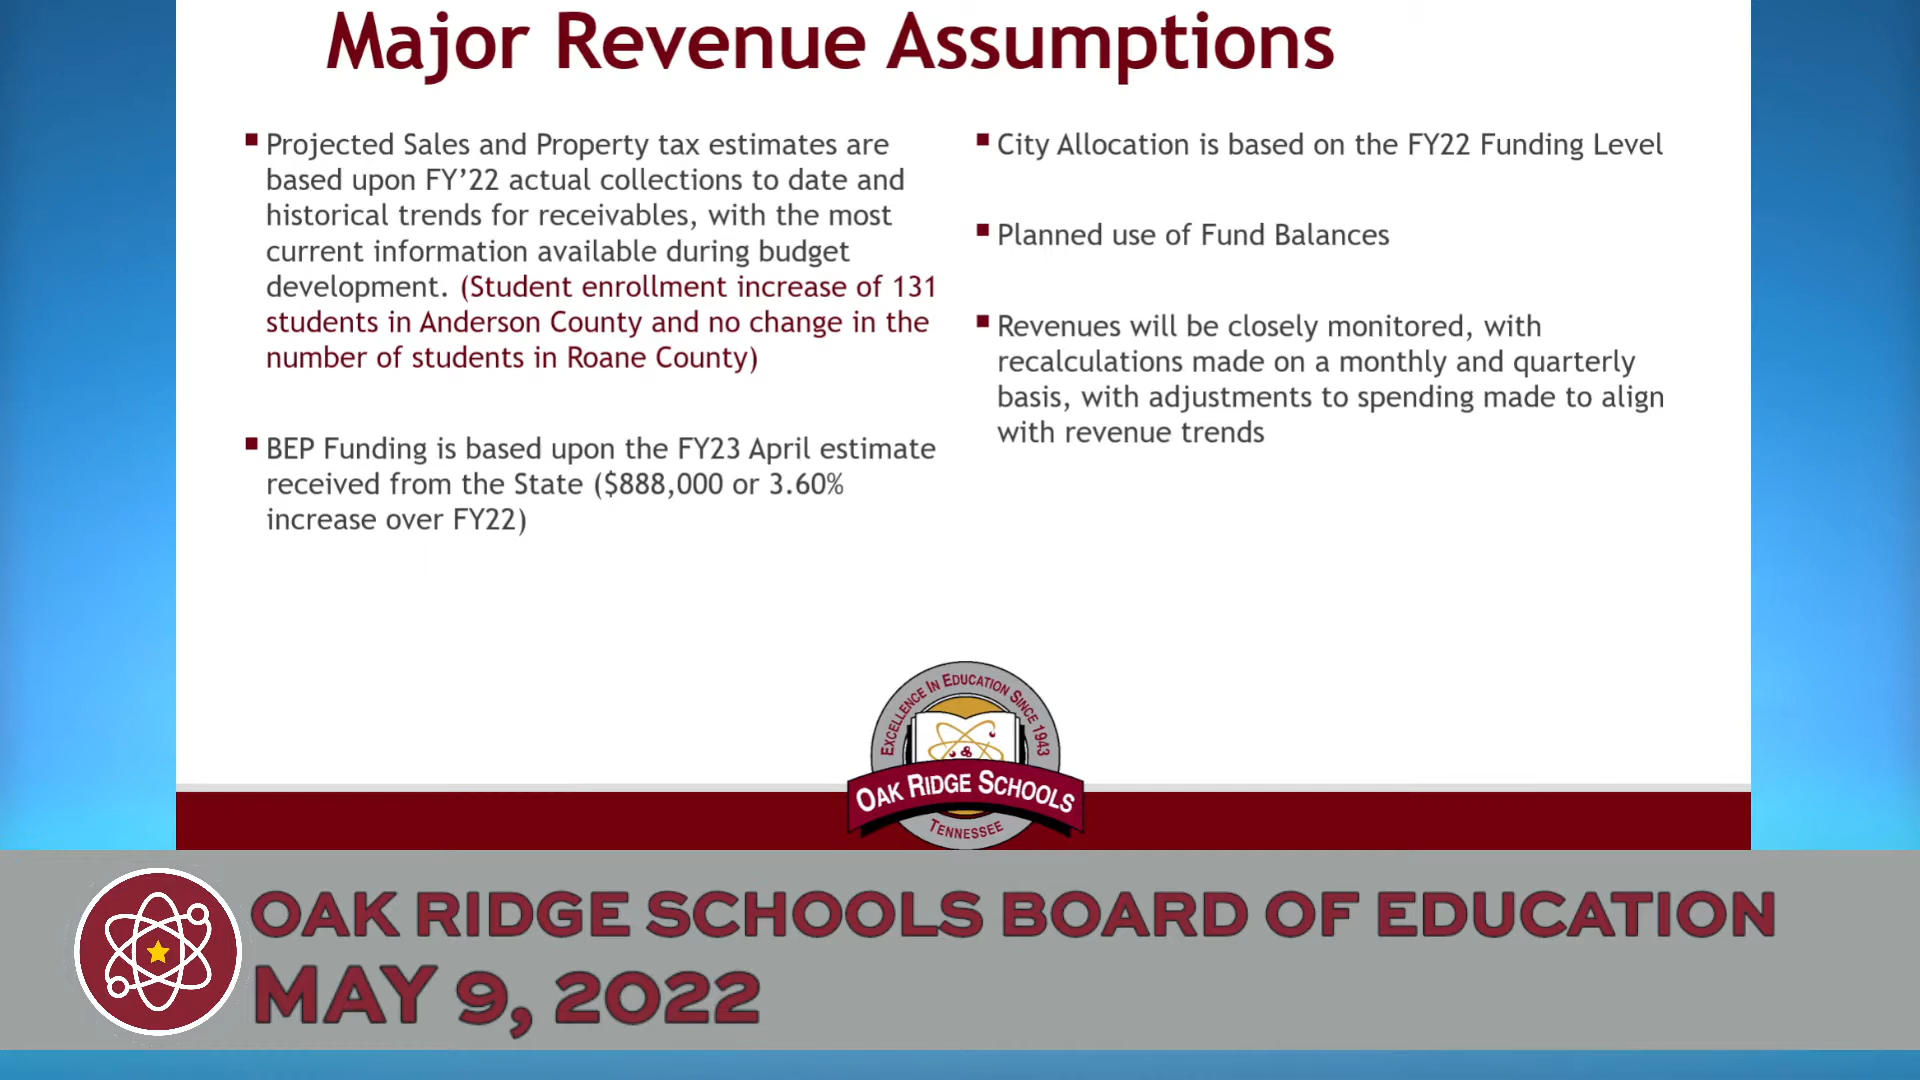 Major Revenue Assumptions
Projected Sales and Property tax estimates are
based upon FY’22 actual collections to date and
historical trends for receivables, with the most
current information available during budget
development. (Student enrollment increase of 131
students in Anderson County and no change in the
number of students in Roane County)
BEP Funding is based upon the FY23 April estimate
received from the State ($888,000 or 3.60%
increase over FY22)
City Allocation is based on the FY22 Funding Level
Planned use of Fund Balances
Revenues will be closely monitored, with
recalculations made on a monthly and quarterly
basis, with adjustments to spending made to align
with revenue trends
EXCELLENCE IN EDUCATION SINCE 1943
OAK RIDGE SCHOOLS
TENNESSEE
OAK RIDGE SCHOOLS BOARD OF EDUCATION
MAY 9, 2022